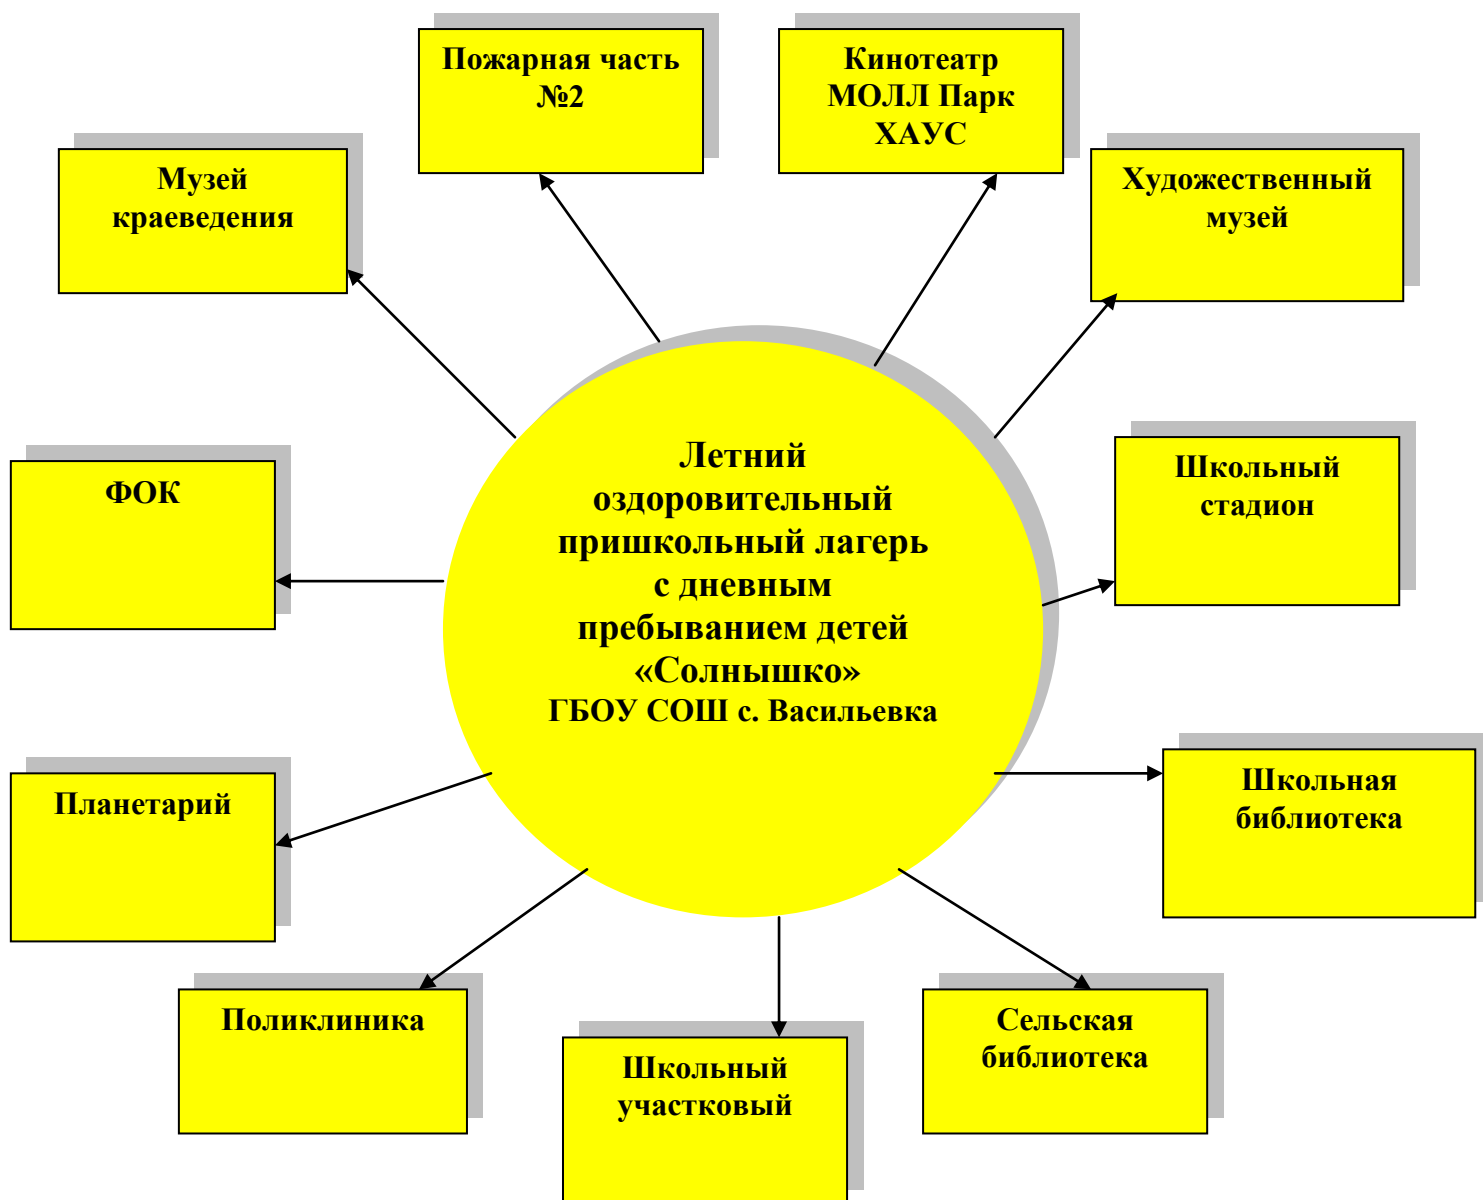 Пожарная часть
№2
Кинотеатр
МОЛЛ Парк
ХАУС
Музей
краеведения
Художественный
музей
ФОК
Летний
оздоровительный
пришкольный лагерь
с дневным
пребыванием детей
«Солнышко»
ГБОУ СОШ с. Васильевка
Школьный
стадион
Планетарий
Школьная
библиотека
Поликлиника
Школьный
участковый
Сельская
библиотека